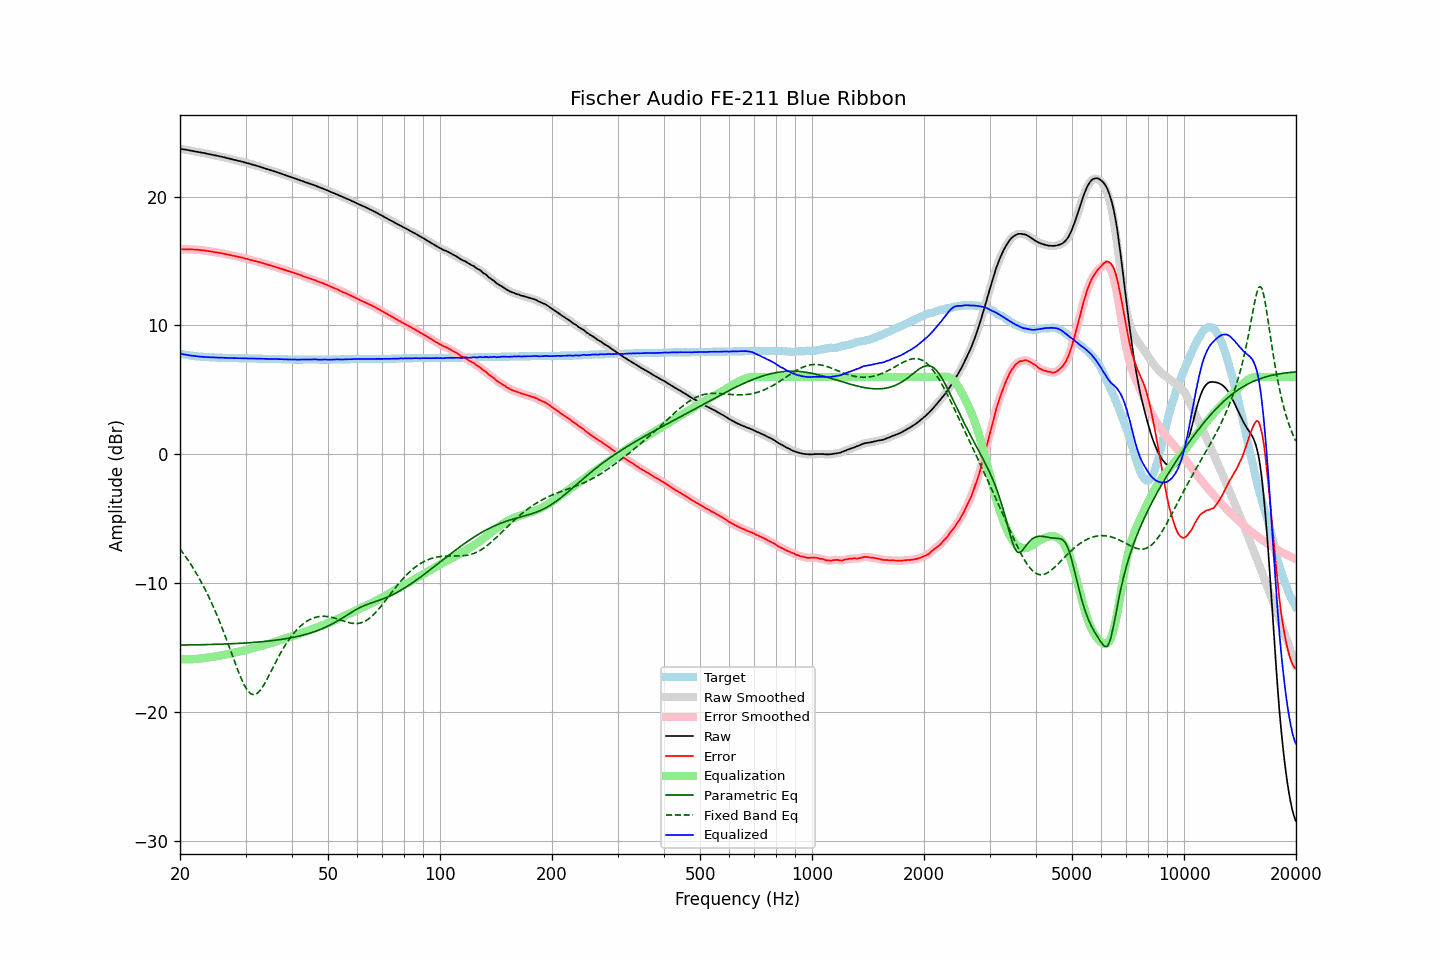 Fischer Audio FE-211 Blue Ribbon
Amplitude (dBr)
20
10
0
−10
−20
−30
Target
Raw Smoothed
Error Smoothed
Raw
Error
Equalization
Parametric Eq
Fixed Band Eq
Equalized
20 50 100 200 500 1000 2000 5000 10000 20000
Frequency (Hz)